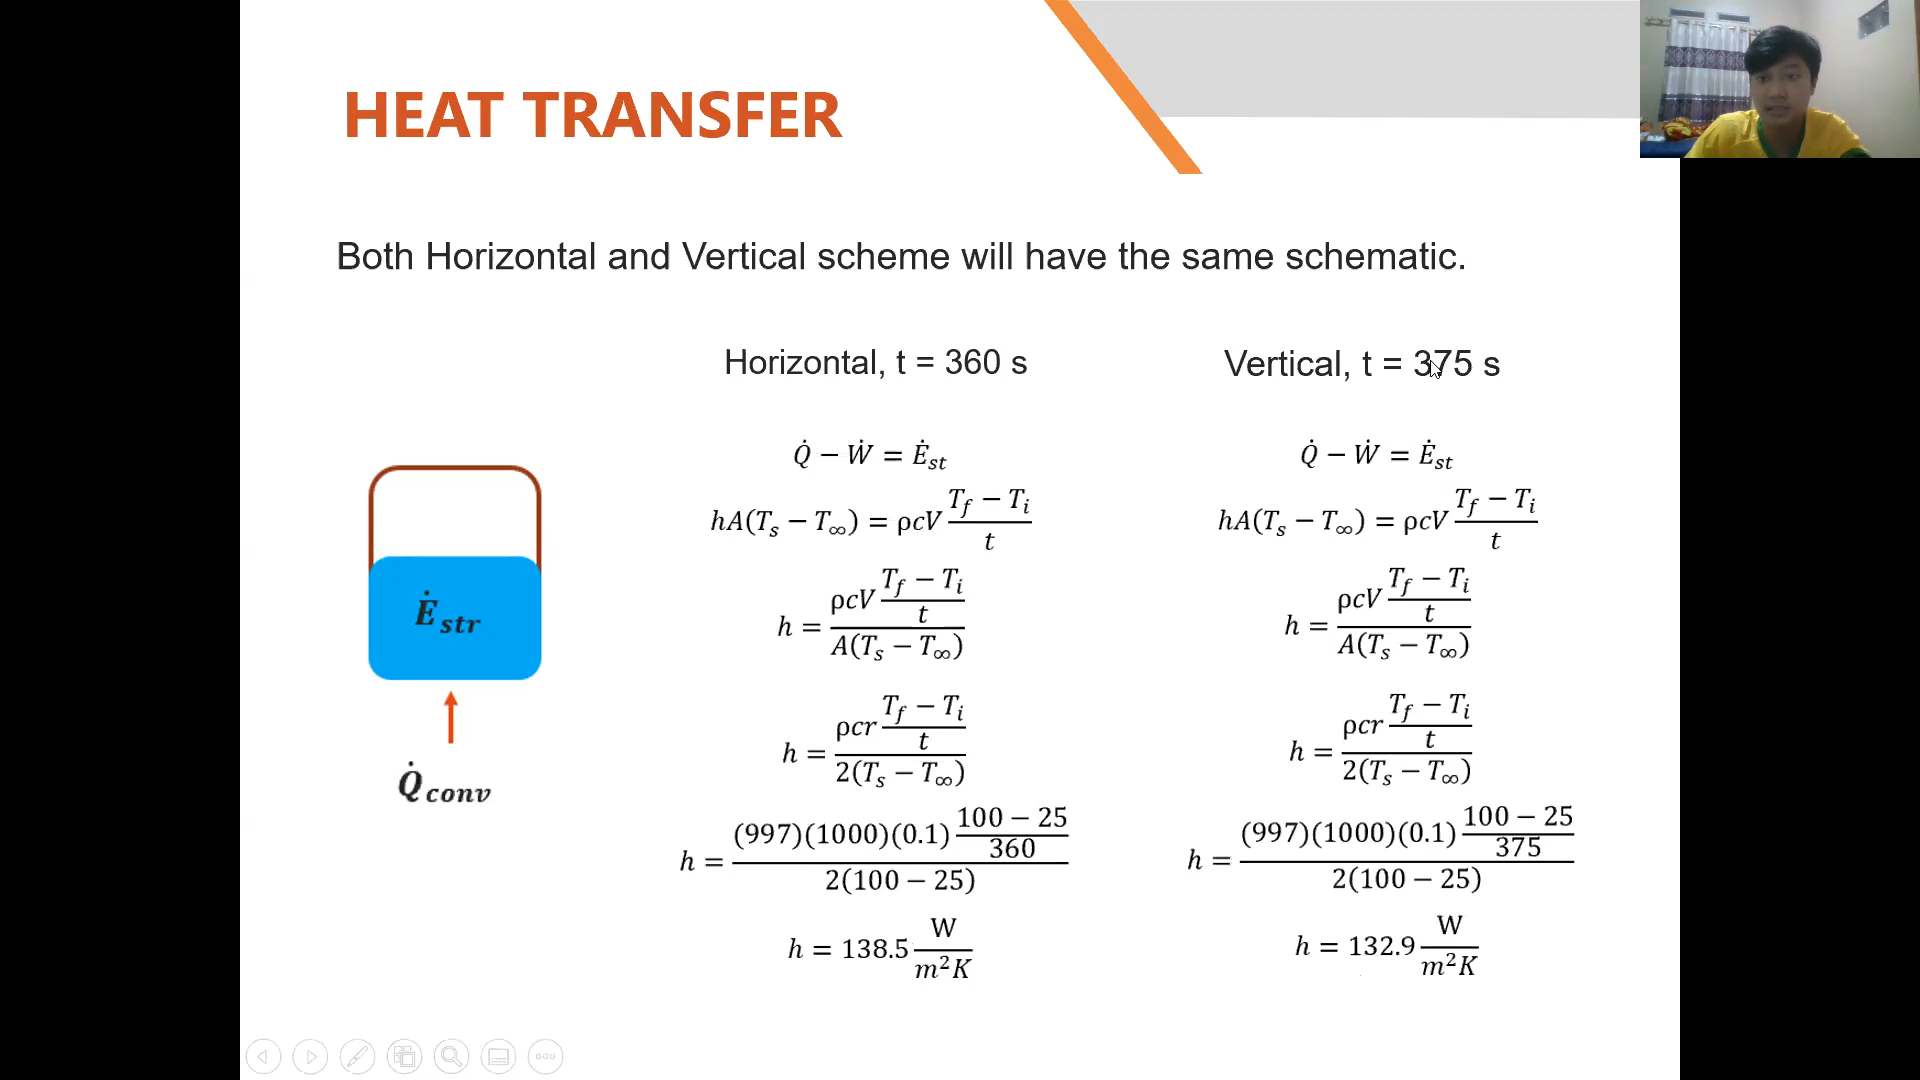 HEAT TRANSFER
Both Horizontal and Vertical scheme will have the same schematic.
Horizontal, t = 360 s
Q̇ − Ẇ = Ė_st
hA(T_s − T_∞) = ρcV (T_f − T_i)/t
h = (ρcV (T_f − T_i)/t)/(A(T_s − T_∞))
h = (ρcr (T_f − T_i)/t)/(2(T_s − T_∞))
h = ((997)(1000)(0.1) (100 − 25)/360)/(2(100 − 25))
h = 138.5 W/(m²K)
Vertical, t = 375 s
Q̇ − Ẇ = Ė_st
hA(T_s − T_∞) = ρcV (T_f − T_i)/t
h = (ρcV (T_f − T_i)/t)/(A(T_s − T_∞))
h = (ρcr (T_f − T_i)/t)/(2(T_s − T_∞))
h = ((997)(1000)(0.1) (100 − 25)/375)/(2(100 − 25))
h = 132.9 W/(m²K)
Ė_str
Q̇_conv